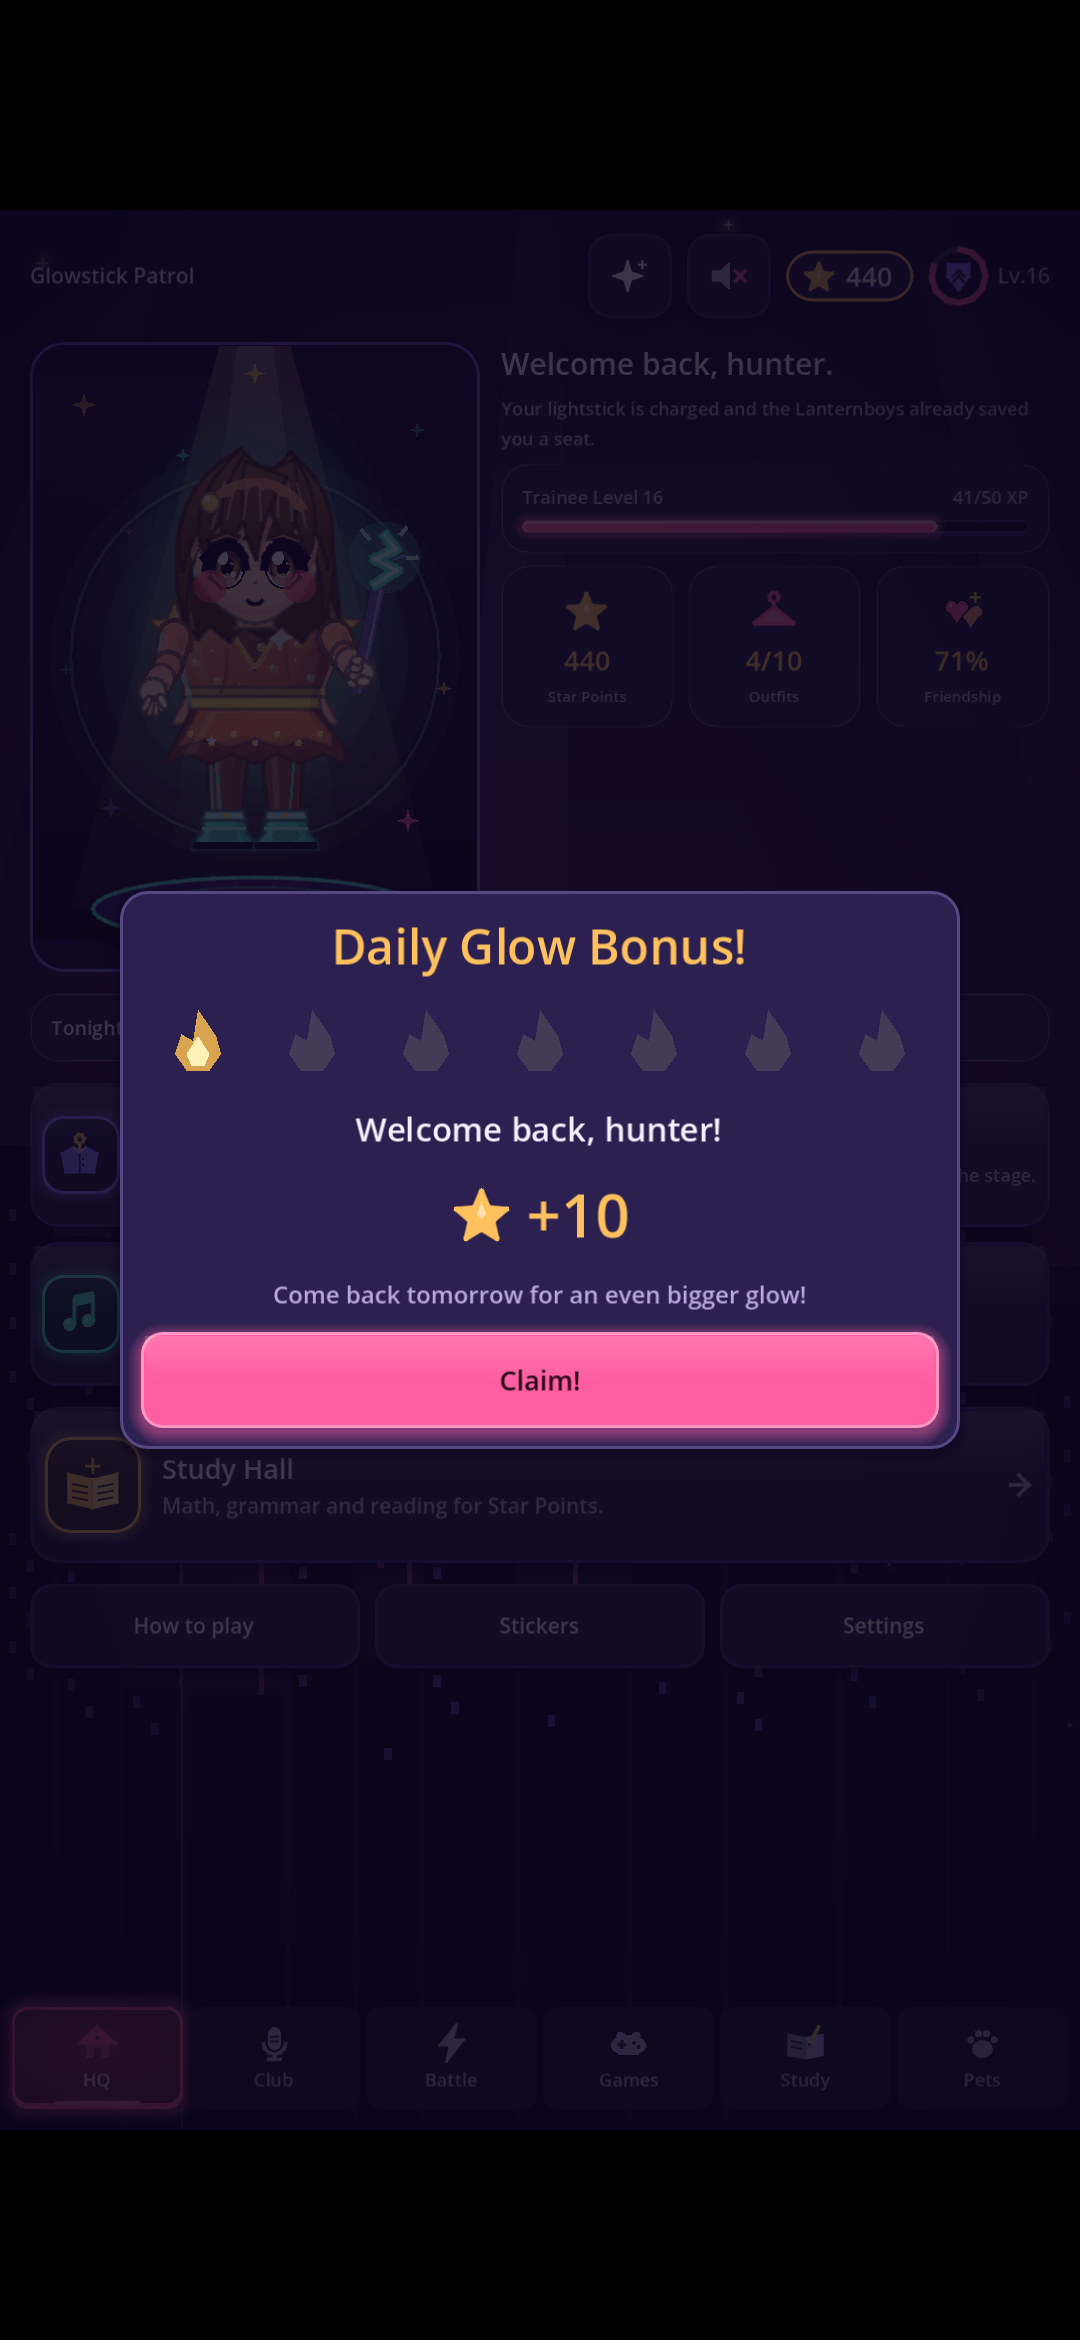 Glowstick Patrol
440
Lv.16
Welcome back, hunter.
Your lightstick is charged and the Lanternboys already saved
you a seat.
Trainee Level 16
41/50 XP
440
Star Points
4/10
Outfits
71%
Friendship
Daily Glow Bonus!
Tonight
Welcome back, hunter!
he stage.
+10
Come back tomorrow for an even bigger glow!
Claim!
Study Hall
Math, grammar and reading for Star Points.
How to play
Stickers
Settings
HQ
Club
Battle
Games
Study
Pets